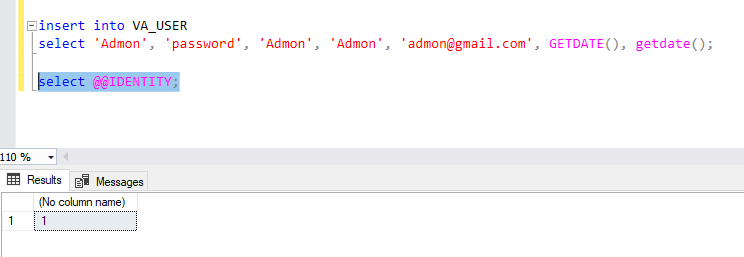 insert into VA_USER
select 'Admon', 'password', 'Admon', 'Admon', 'admon@gmail.com', GETDATE(), getdate();
select @@IDENTITY;
110 %
Results Messages
(No column name)
1 1